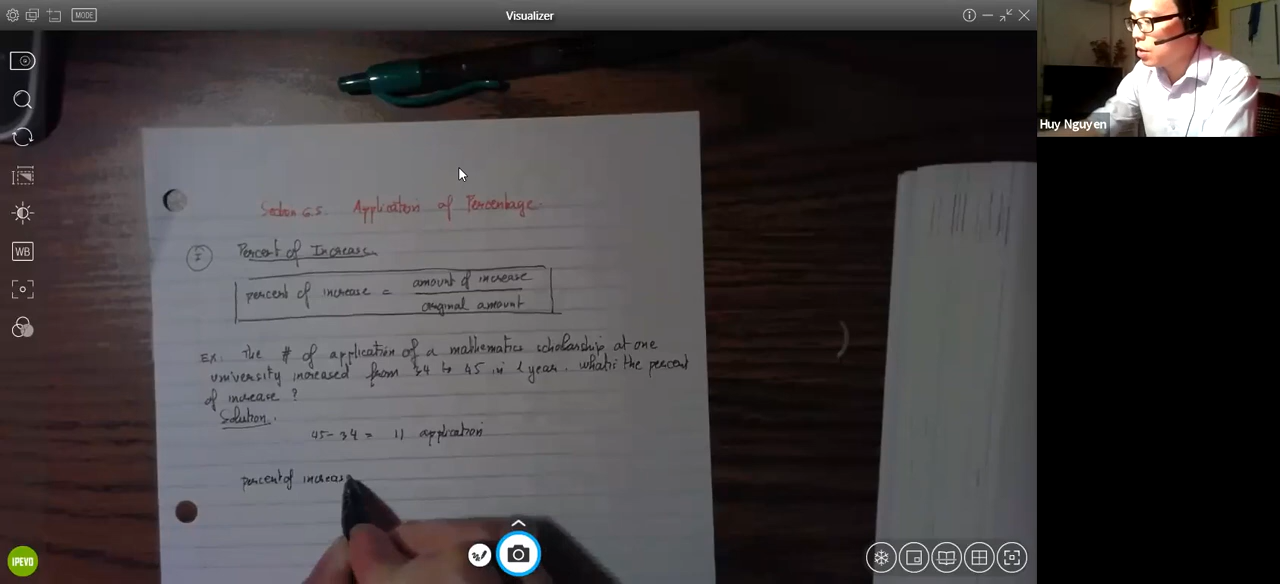 MODE
Visualizer
Huy Nguyen
WB
Section 6.5. Application of Percentage.
I
Percent of Increase
percent of increase = amount of increase
original amount
Ex. The # of application of a mathematics scholarship at one
university increased from 34 to 45 in 1 year. what is the percent
of increase ?
Solution.
45 - 34 = 11 application
percent of increas
IPEVO